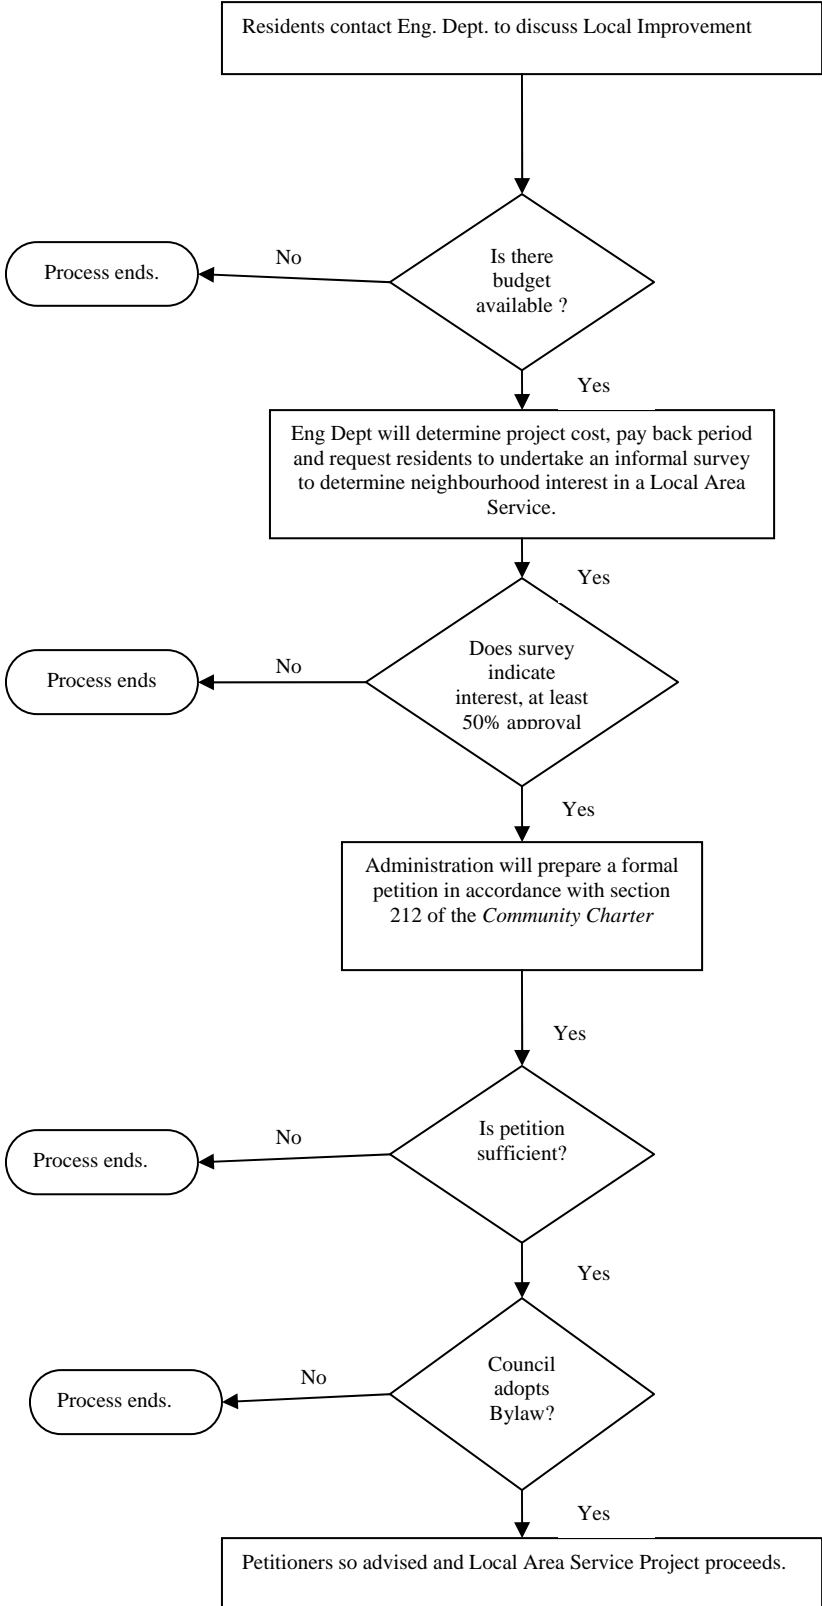 Residents contact Eng. Dept. to discuss Local Improvement
Is there
budget
available ?
No
Process ends.
Yes
Eng Dept will determine project cost, pay back period
and request residents to undertake an informal survey
to determine neighbourhood interest in a Local Area
Service.
Yes
Does survey
indicate
interest, at least
50% approval
No
Process ends
Yes
Administration will prepare a formal
petition in accordance with section
212 of the Community Charter
Yes
Is petition
sufficient?
No
Process ends.
Yes
Council
adopts
Bylaw?
No
Process ends.
Yes
Petitioners so advised and Local Area Service Project proceeds.